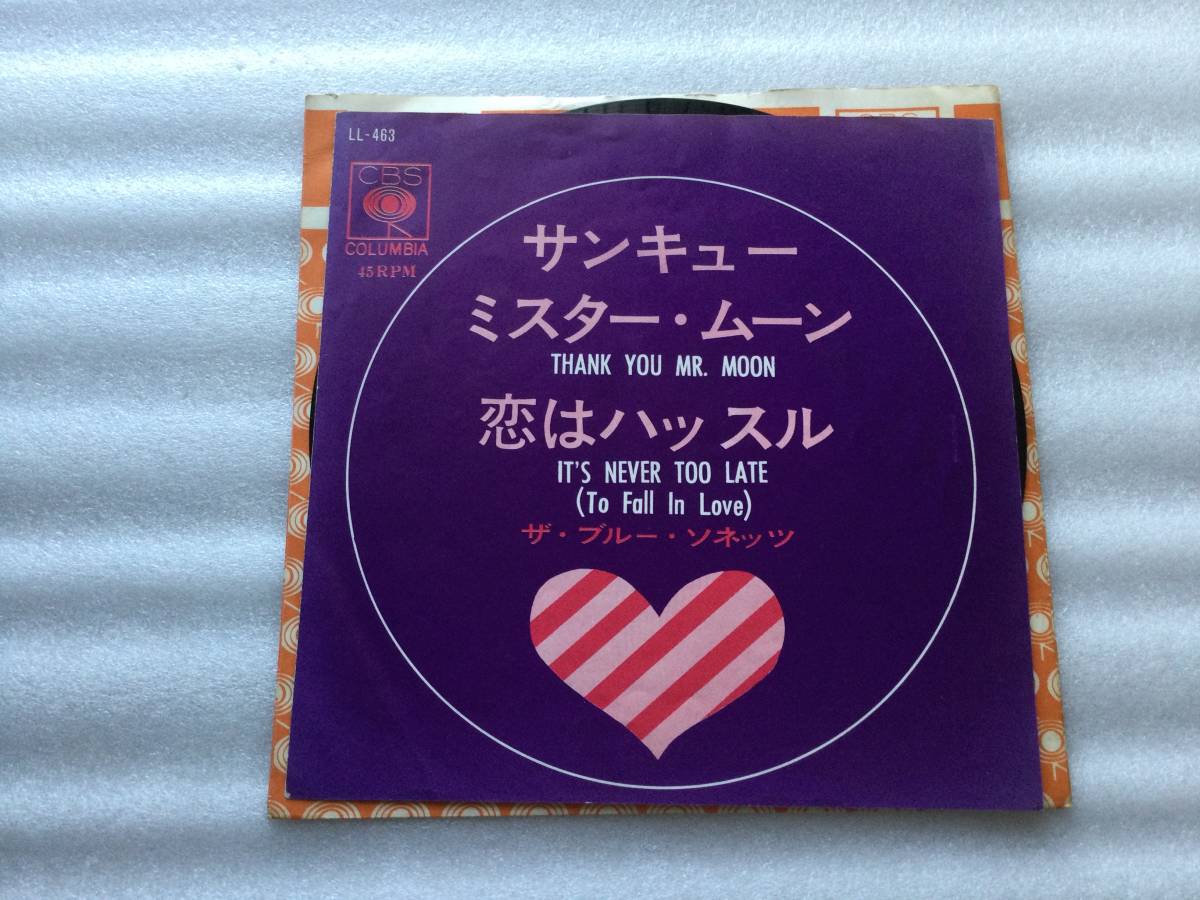 LL-463
CBS
COLUMBIA
45RPM
サンキュー
ミスター・ムーン
THANK YOU MR. MOON
恋はハッスル
IT'S NEVER TOO LATE
(To Fall In Love)
ザ・ブルー・ソネッツ